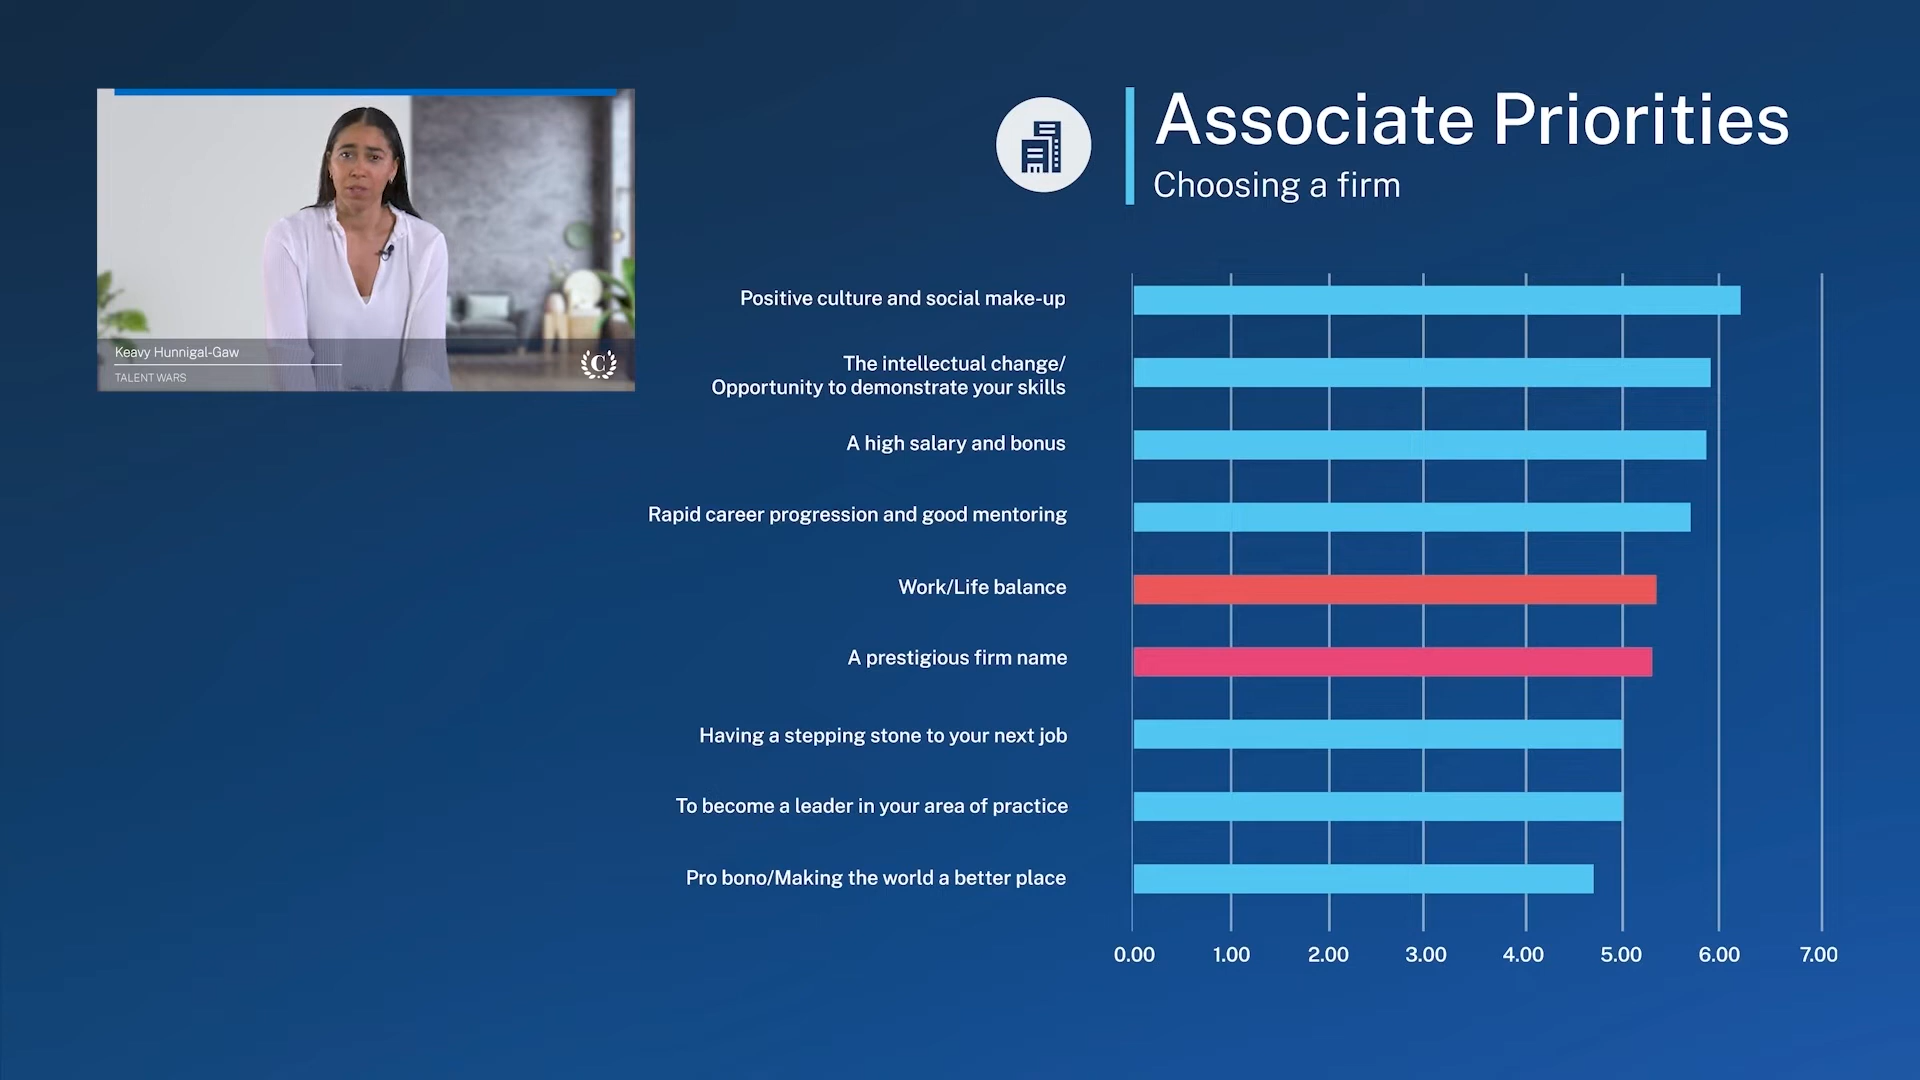 Associate Priorities
Choosing a firm
Keavy Hunnigal-Gaw
TALENT WARS
C
Positive culture and social make-up
The intellectual change/
Opportunity to demonstrate your skills
A high salary and bonus
Rapid career progression and good mentoring
Work/Life balance
A prestigious firm name
Having a stepping stone to your next job
To become a leader in your area of practice
Pro bono/Making the world a better place
0.00 1.00 2.00 3.00 4.00 5.00 6.00 7.00